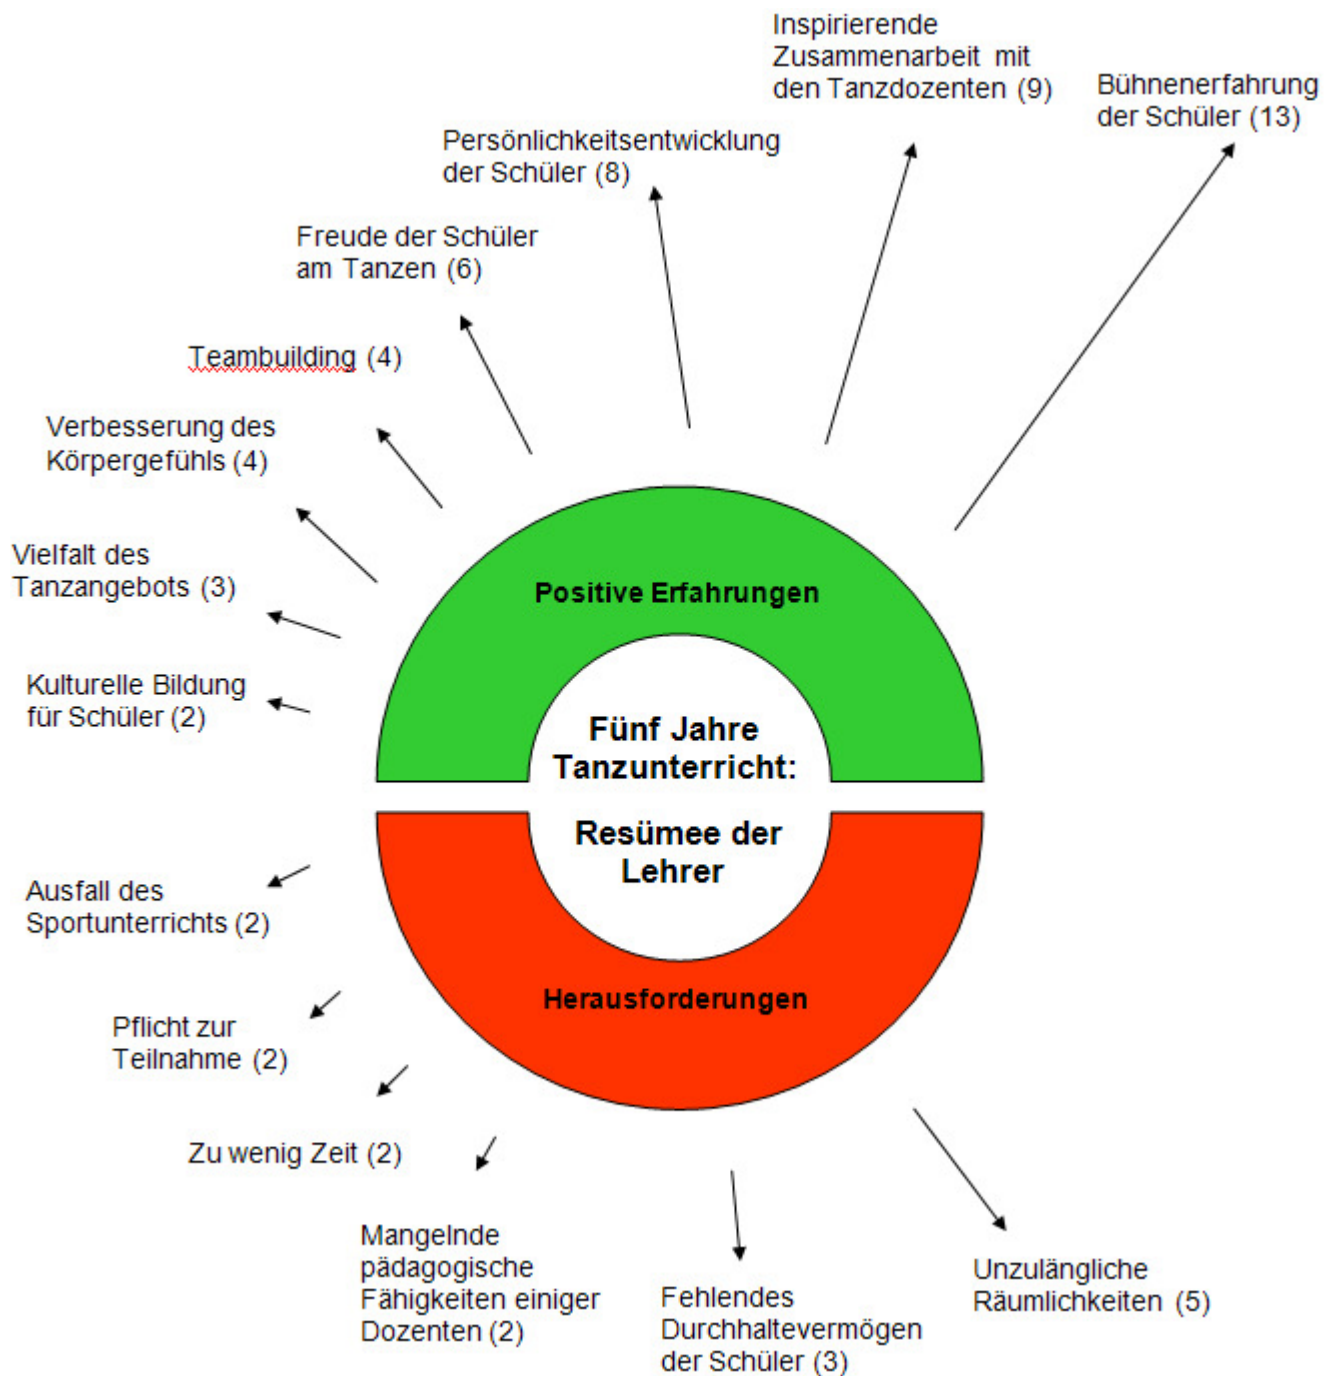 Inspirierende
Zusammenarbeit mit
den Tanzdozenten (9)
Bühnenerfahrung
der Schüler (13)
Persönlichkeitsentwicklung
der Schüler (8)
Freude der Schüler
am Tanzen (6)
Teambuilding (4)
Verbesserung des
Körpergefühls (4)
Vielfalt des
Tanzangebots (3)
Kulturelle Bildung
für Schüler (2)
Positive Erfahrungen
Fünf Jahre
Tanzunterricht:
Resümee der
Lehrer
Herausforderungen
Ausfall des
Sportunterrichts (2)
Pflicht zur
Teilnahme (2)
Zu wenig Zeit (2)
Mangelnde
pädagogische
Fähigkeiten einiger
Dozenten (2)
Fehlendes
Durchhaltevermögen
der Schüler (3)
Unzulängliche
Räumlichkeiten (5)